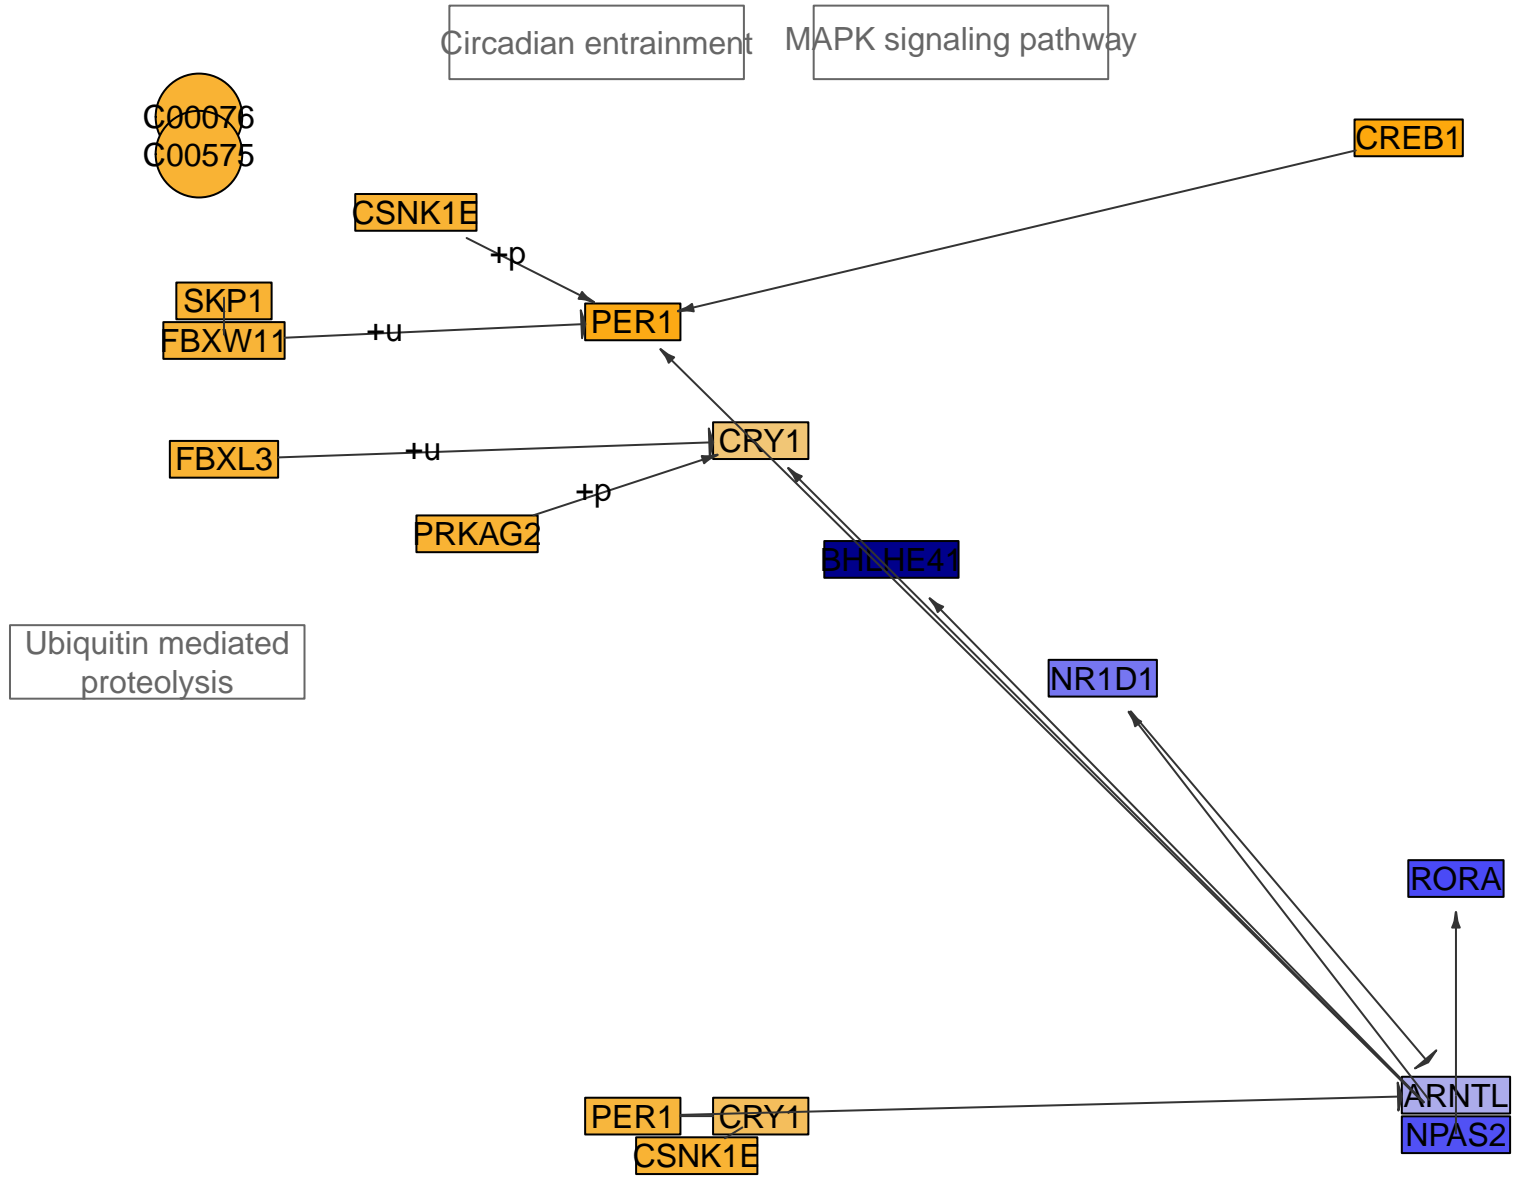 Circadian entrainment
MAPK signaling pathway
C00076
C00575
CREB1
CSNK1E
+p
SKP1
PER1
FBXW11
+u
CRY1
FBXL3
+u
+p
PRKAG2
BHLHE41
Ubiquitin mediated
proteolysis
NR1D1
RORA
ARNTL
PER1
CRY1
NPAS2
CSNK1E